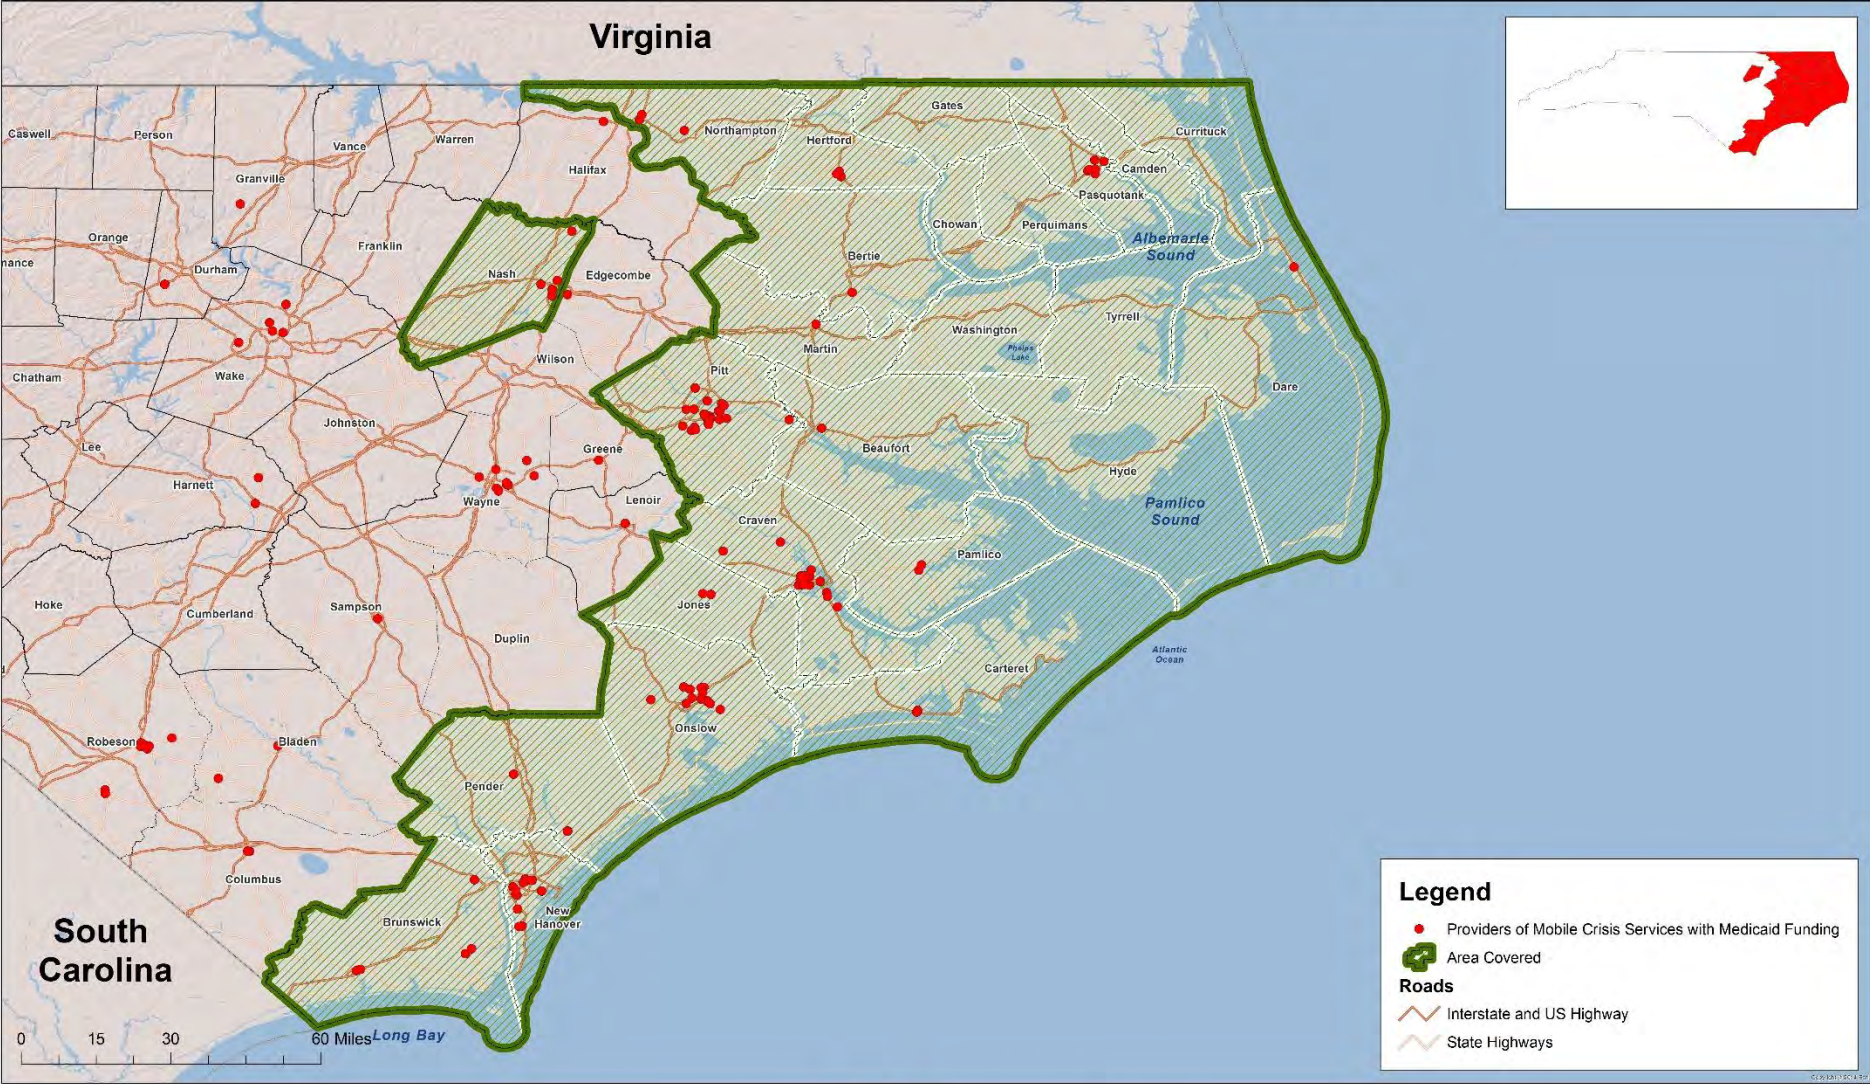 Virginia
Gates
Northampton
Currituck
Caswell
Person
Hertford
Vance
Warren
Halifax
Camden
Granville
Pasquotank
Chowan
Perquimans
Orange
Franklin
Albemarle
Sound
Bertie
mance
Durham
Nash
Edgecombe
Tyrrell
Washington
Martin
Phelps
Lake
Wilson
Pitt
Chatham
Wake
Dare
Johnston
Lee
Greene
Beaufort
Harnett
Hyde
Wayne
Lenoir
Pamlico
Sound
Craven
Pamlico
Hoke
Cumberland
Sampson
Jones
Duplin
Atlantic
Ocean
Carteret
Onslow
Robeson
Bladen
Pender
Columbus
Brunswick
New
Hanover
South
Carolina
0 15 30 60 Miles
Long Bay
Legend
Providers of Mobile Crisis Services with Medicaid Funding
Area Covered
Roads
Interstate and US Highway
State Highways